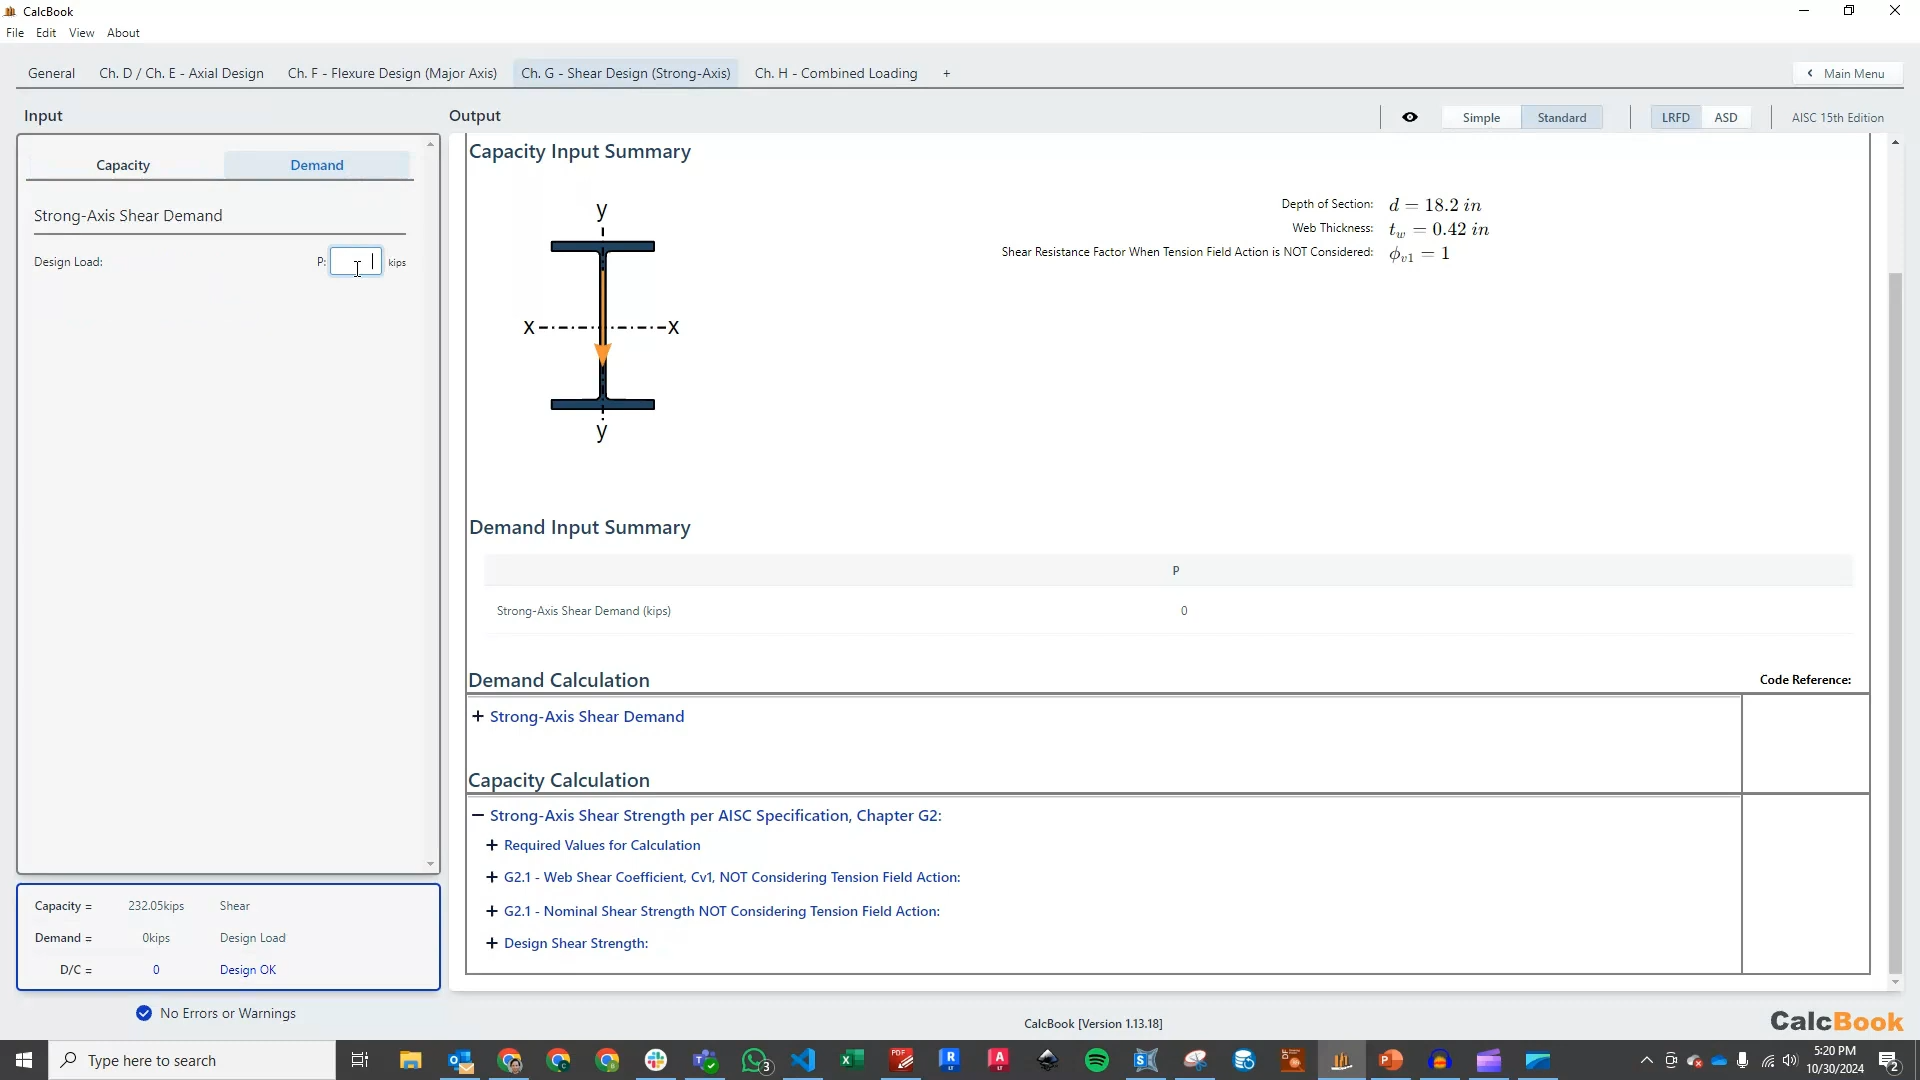 CalcBook
File Edit View About
General Ch. D / Ch. E - Axial Design Ch. F - Flexure Design (Major Axis) Ch. G - Shear Design (Strong-Axis) Ch. H - Combined Loading + Main Menu
Input Output Simple Standard LRFD ASD AISC 15th Edition
Capacity Demand
Strong-Axis Shear Demand
Design Load: P: kips
Capacity Input Summary
y
x x
y
Depth of Section: d = 18.2 in
Web Thickness: t_w = 0.42 in
Shear Resistance Factor When Tension Field Action is NOT Considered: ϕ_v1 = 1
Demand Input Summary
P
Strong-Axis Shear Demand (kips) 0
Demand Calculation Code Reference:
+ Strong-Axis Shear Demand
Capacity Calculation
− Strong-Axis Shear Strength per AISC Specification, Chapter G2:
+ Required Values for Calculation
+ G2.1 - Web Shear Coefficient, Cv1, NOT Considering Tension Field Action:
+ G2.1 - Nominal Shear Strength NOT Considering Tension Field Action:
+ Design Shear Strength:
Capacity = 232.05kips Shear
Demand = 0kips Design Load
D/C = 0 Design OK
No Errors or Warnings
CalcBook [Version 1.13.18]
CalcBook
Type here to search
3
5:20 PM
10/30/2024
2